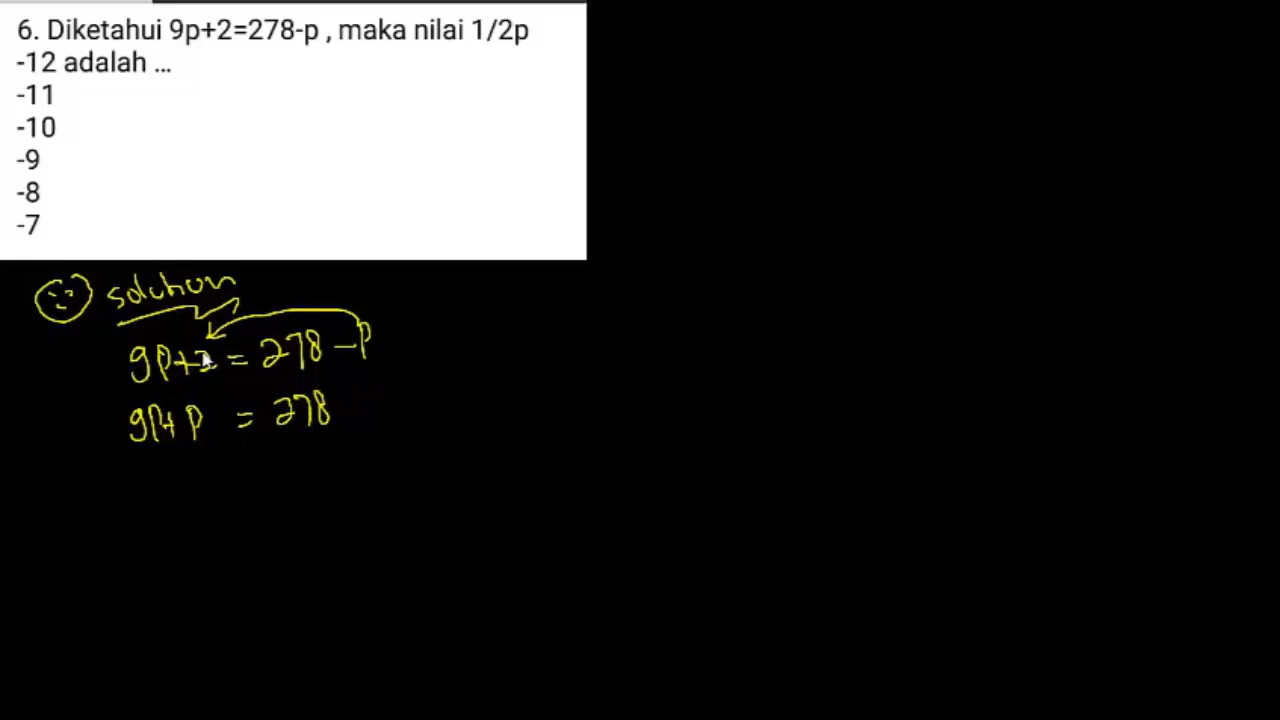 6. Diketahui 9p+2=278-p , maka nilai 1/2p
-12 adalah ...
-11
-10
-9
-8
-7
solution
9p+2 = 278 -p
9p+p = 278